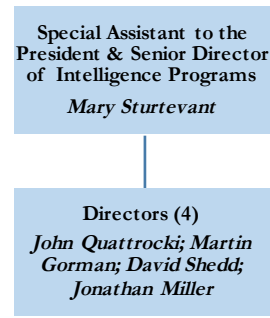 Special Assistant to the
President & Senior Director
of Intelligence Programs
Mary Sturtevant
Directors (4)
John Quattrocki; Martin
Gorman; David Shedd;
Jonathan Miller